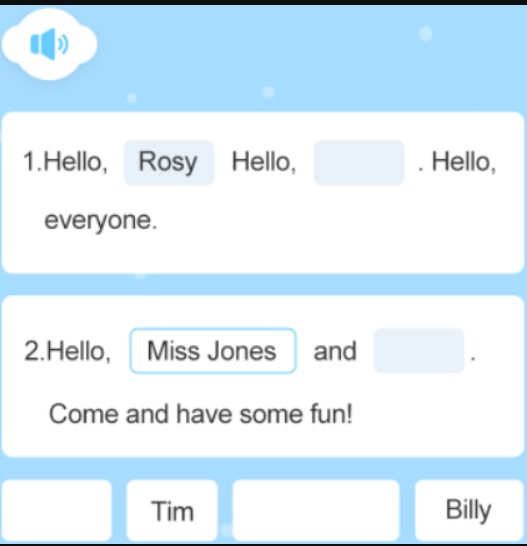 1.Hello, Rosy Hello, . Hello,
everyone.
2.Hello, Miss Jones and .
Come and have some fun!
Tim Billy